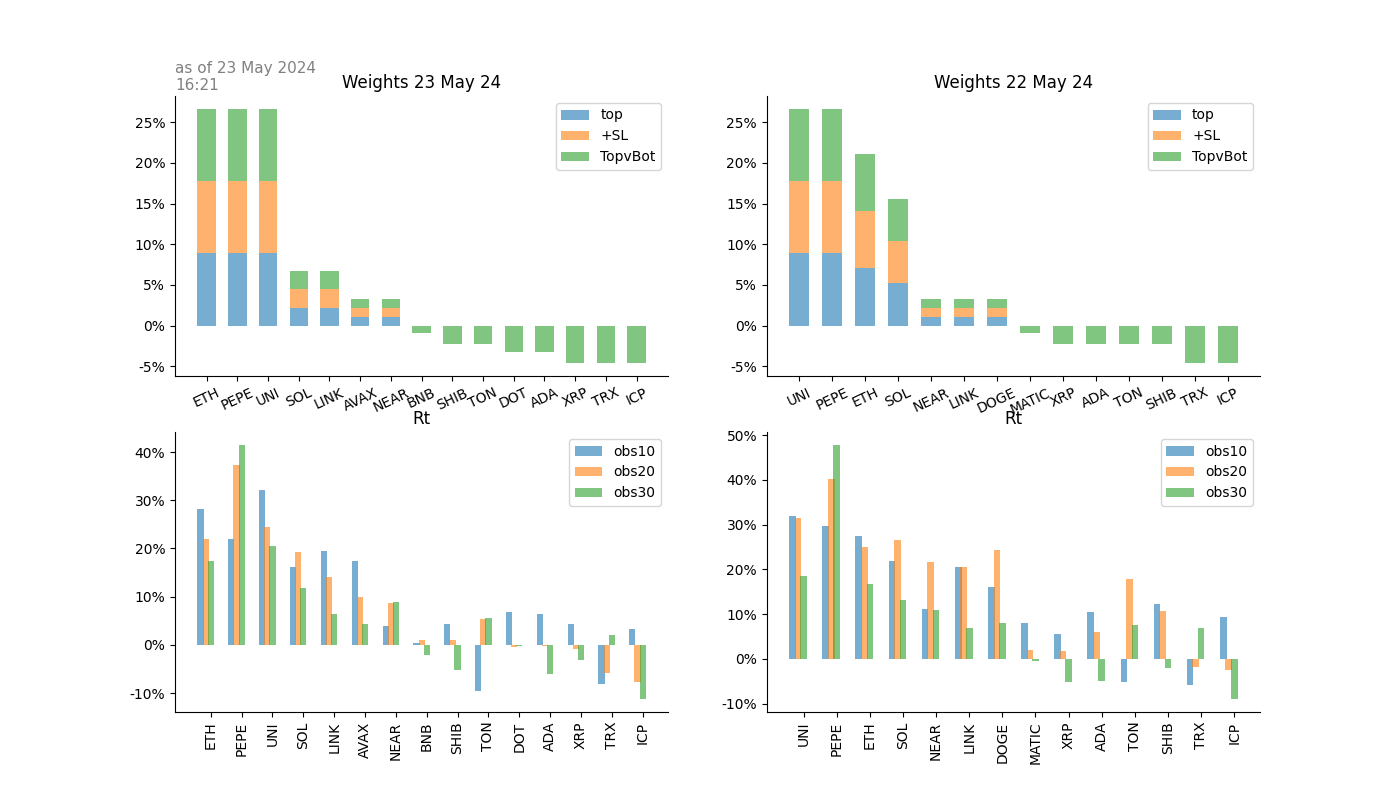 as of 23 May 2024
16:21
Weights 23 May 24
25%
20%
15%
10%
5%
0%
-5%
top
+SL
TopvBot
ETH PEPE UNI SOL LINK AVAX NEAR BNB SHIB TON DOT ADA XRP TRX ICP
Weights 22 May 24
25%
20%
15%
10%
5%
0%
-5%
top
+SL
TopvBot
UNI PEPE ETH SOL NEAR LINK DOGE MATIC XRP ADA TON SHIB TRX ICP
Rt
40%
30%
20%
10%
0%
-10%
obs10
obs20
obs30
ETH PEPE UNI SOL LINK AVAX NEAR BNB SHIB TON DOT ADA XRP TRX ICP
Rt
50%
40%
30%
20%
10%
0%
-10%
obs10
obs20
obs30
UNI PEPE ETH SOL NEAR LINK DOGE MATIC XRP ADA TON SHIB TRX ICP